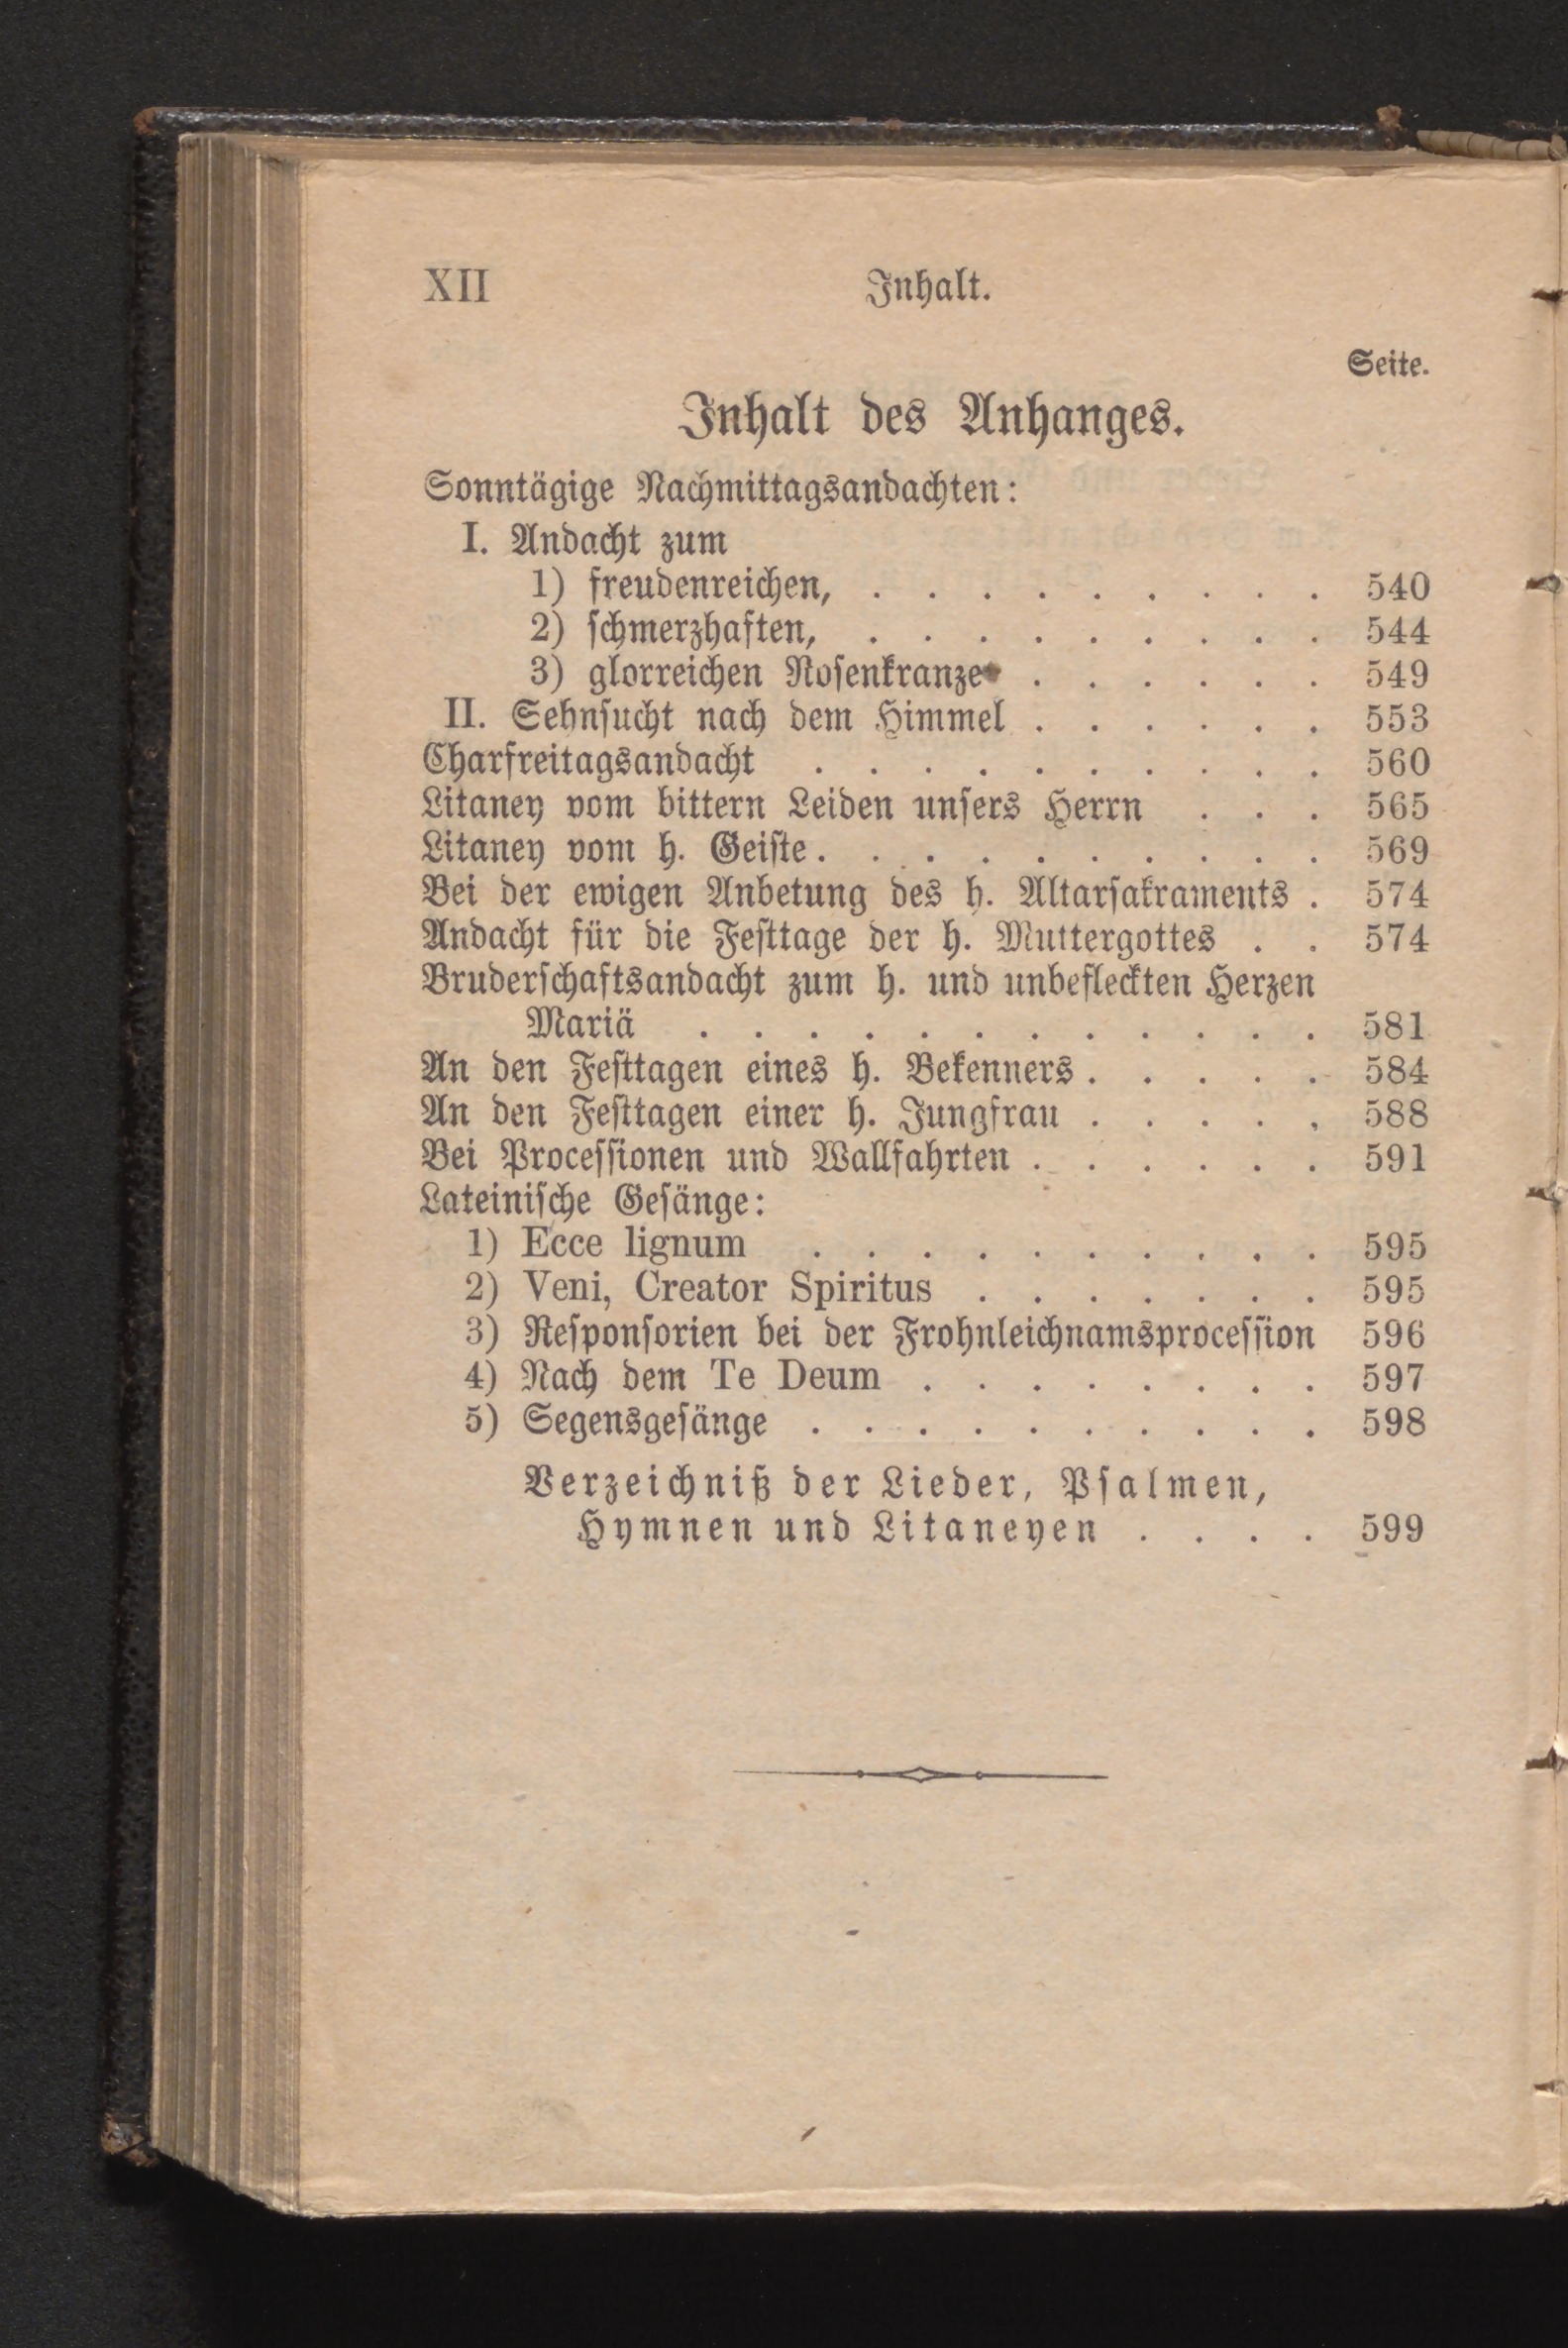 XII Inhalt.
Seite.
Inhalt des Anhanges.
Sonntägige Nachmittagsandachten:
I. Andacht zum
1) freudenreichen, . . . . . . . . . 540
2) schmerzhaften, . . . . . . . . . 544
3) glorreichen Rosenkranze . . . . . . 549
II. Sehnsucht nach dem Himmel . . . . . . 553
Charfreitagsandacht . . . . . . . . . . 560
Litaney vom bittern Leiden unsers Herrn . . . 565
Litaney vom h. Geiste . . . . . . . . . . 569
Bei der ewigen Anbetung des h. Altarsakraments . 574
Andacht für die Festtage der h. Muttergottes . . 574
Bruderschaftsandacht zum h. und unbefleckten Herzen
Mariä . . . . . . . . . . . . 581
An den Festtagen eines h. Bekenners . . . . . 584
An den Festtagen einer h. Jungfrau . . . . . 588
Bei Processionen und Wallfahrten . . . . . . 591
Lateinische Gesänge:
1) Ecce lignum . . . . . . . . . . 595
2) Veni, Creator Spiritus . . . . . . . 595
3) Responsorien bei der Frohnleichnamsprocession 596
4) Nach dem Te Deum . . . . . . . . 597
5) Segensgesänge . . . . . . . . . . 598
Verzeichniß der Lieder, Psalmen,
Hymnen und Litaneyen . . . . 599